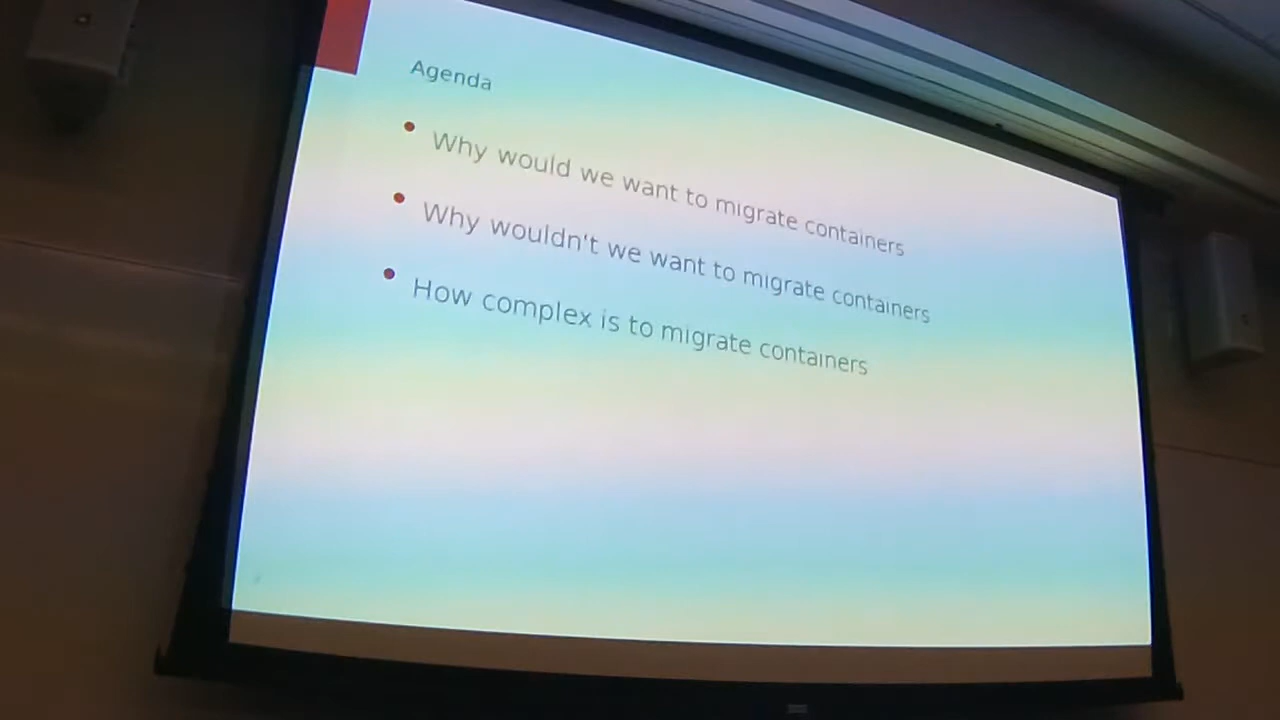 Agenda
Why would we want to migrate containers
Why wouldn't we want to migrate containers
How complex is to migrate containers